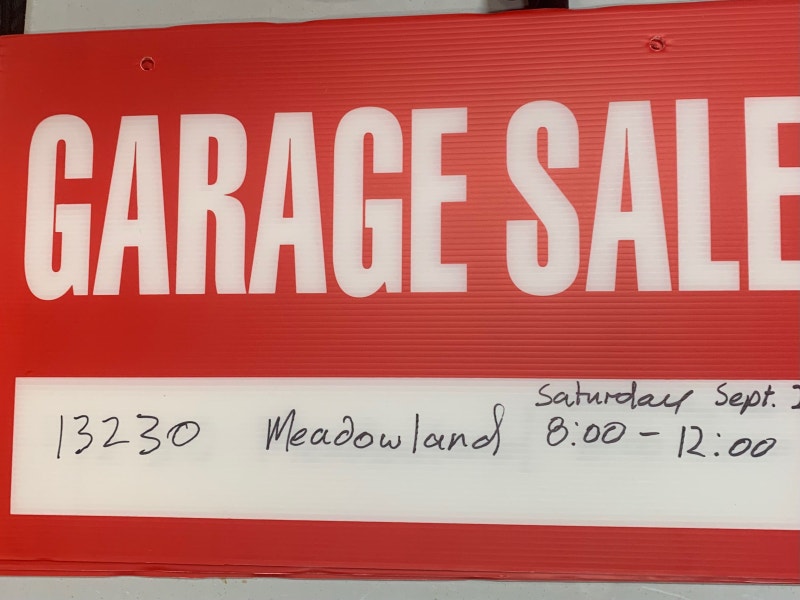 GARAGE SALE
Saturday Sept.
13230 Meadowland 8:00 - 12:00